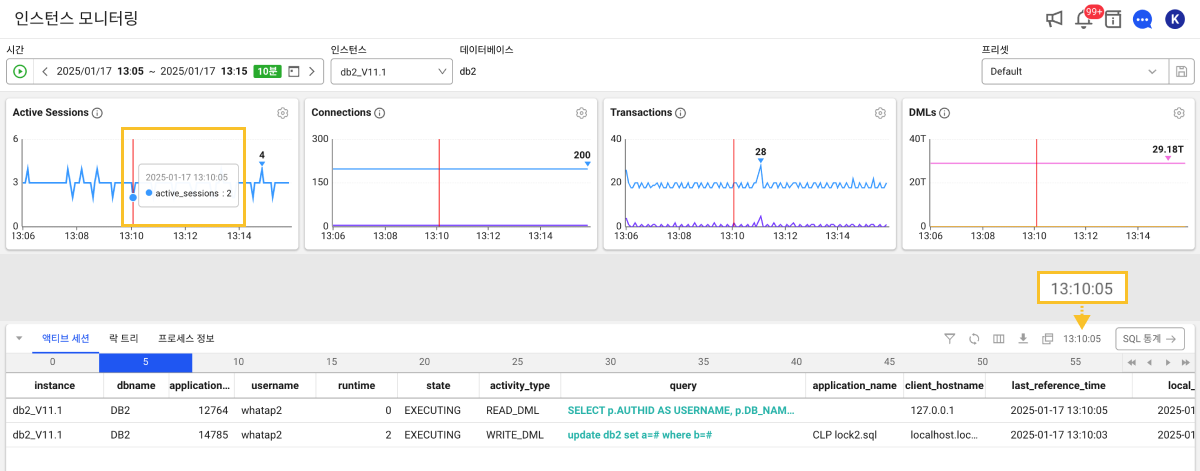 인스턴스 모니터링
99+
K
시간
인스턴스
데이터베이스
프리셋
2025/01/17 13:05 ~ 2025/01/17 13:15 10분
db2_V11.1
db2
Default
Active Sessions
6
3
0
13:06 13:08 13:10 13:12 13:14
2025-01-17 13:10:05
active_sessions : 2
4
Connections
300
150
0
13:06 13:08 13:10 13:12 13:14
200
Transactions
40
20
0
13:06 13:08 13:10 13:12 13:14
28
DMLs
40T
20T
0
13:06 13:08 13:10 13:12 13:14
29.18T
13:10:05
액티브 세션 락 트리 프로세스 정보
13:10:05
SQL 통계
0 5 10 15 20 25 30 35 40 45 50 55
instance dbname application... username runtime state activity_type query application_name client_hostname last_reference_time local_
db2_V11.1 DB2 12764 whatap2 0 EXECUTING READ_DML SELECT p.AUTHID AS USERNAME, p.DB_NAM... 127.0.0.1 2025-01-17 13:10:05 2025-01
db2_V11.1 DB2 14785 whatap2 2 EXECUTING WRITE_DML update db2 set a=# where b=# CLP lock2.sql localhost.loc... 2025-01-17 13:10:03 2025-01